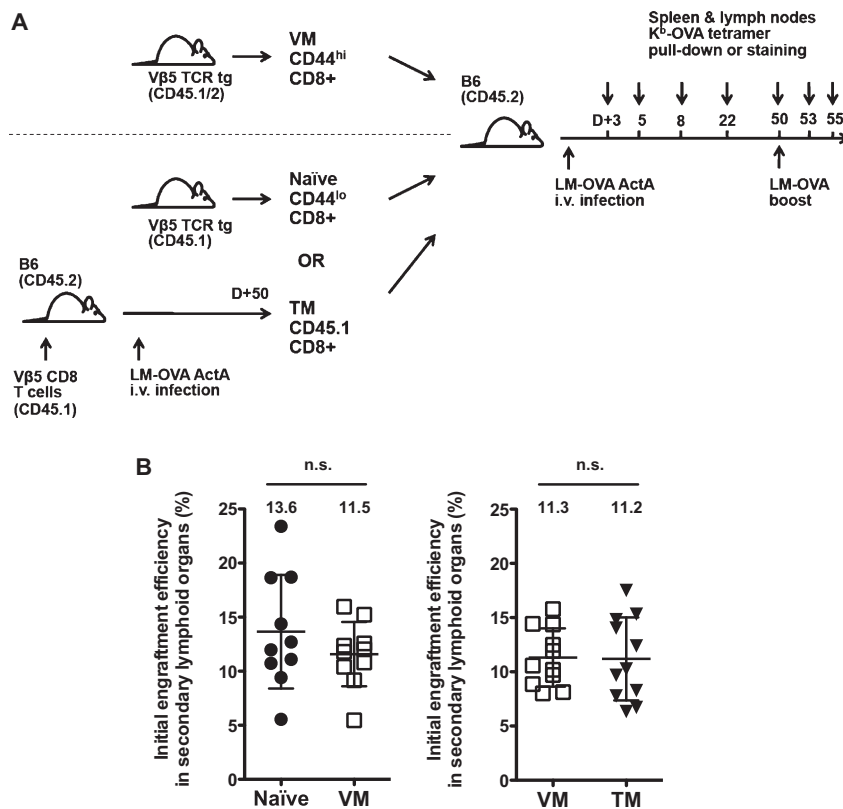 A
Vβ5 TCR tg
(CD45.1/2)
VM
CD44hi
CD8+
B6
(CD45.2)
Spleen & lymph nodes
Kb-OVA tetramer
pull-down or staining
D+3 5 8 22 50 53 55
LM-OVA ActA
i.v. infection
LM-OVA
boost
Vβ5 TCR tg
(CD45.1)
Naïve
CD44lo
CD8+
OR
B6
(CD45.2)
D+50
TM
CD45.1
CD8+
Vβ5 CD8
T cells
(CD45.1)
LM-OVA ActA
i.v. infection
B
Initial engraftment efficiency
in secondary lymphoid organs (%)
n.s.
13.6 11.5
25
20
15
10
5
0
Naïve VM
Initial engraftment efficiency
in secondary lymphoid organs (%)
n.s.
11.3 11.2
25
20
15
10
5
0
VM TM